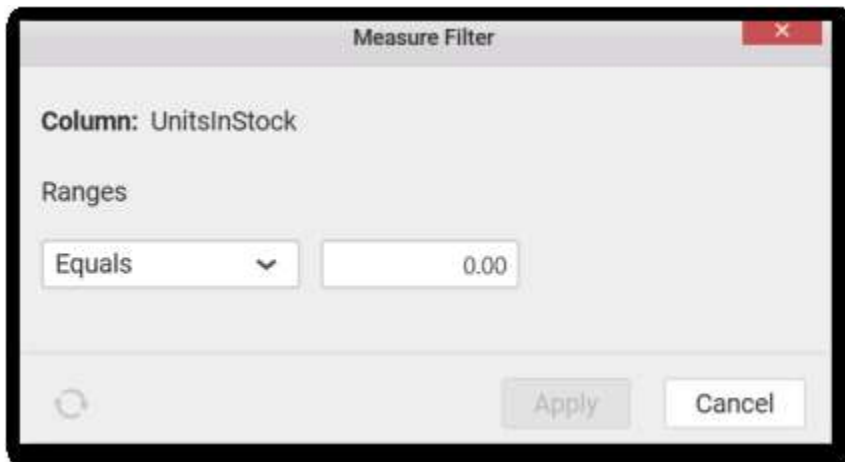 Measure Filter
Column: UnitsInStock
Ranges
Equals 0.00
Apply Cancel